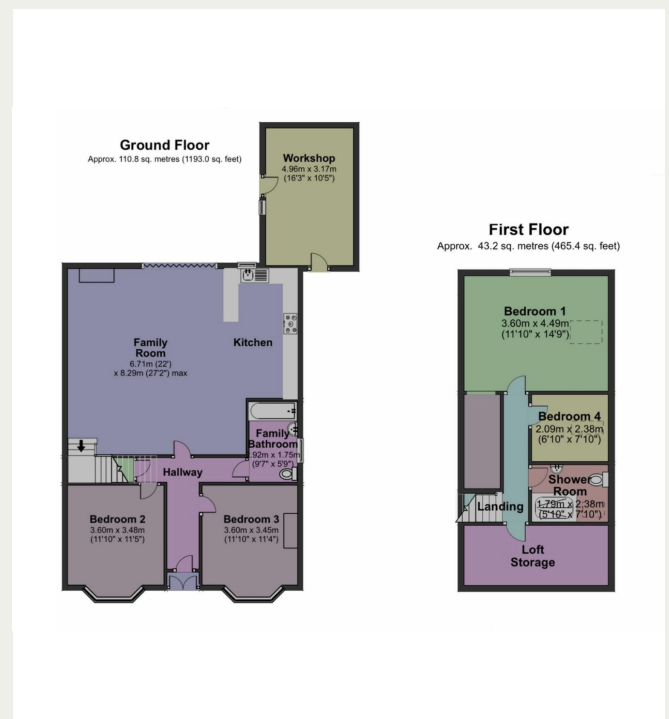 Ground Floor
Approx. 110.8 sq. metres (1193.0 sq. feet)
Workshop
4.96m x 3.17m
(16'3" x 10'5")
Family
Room
6.71m (22')
x 8.29m (27'2") max
Kitchen
Family
Bathroom
.92m x 1.75m
(9'7" x 5'9")
Hallway
Bedroom 2
3.60m x 3.48m
(11'10" x 11'5")
Bedroom 3
3.60m x 3.45m
(11'10" x 11'4")
First Floor
Approx. 43.2 sq. metres (465.4 sq. feet)
Bedroom 1
3.60m x 4.49m
(11'10" x 14'9")
Bedroom 4
2.09m x 2.38m
(6'10" x 7'10")
Shower
Room
1.79m x 2.38m
(5'10" x 7'10")
Landing
Loft
Storage